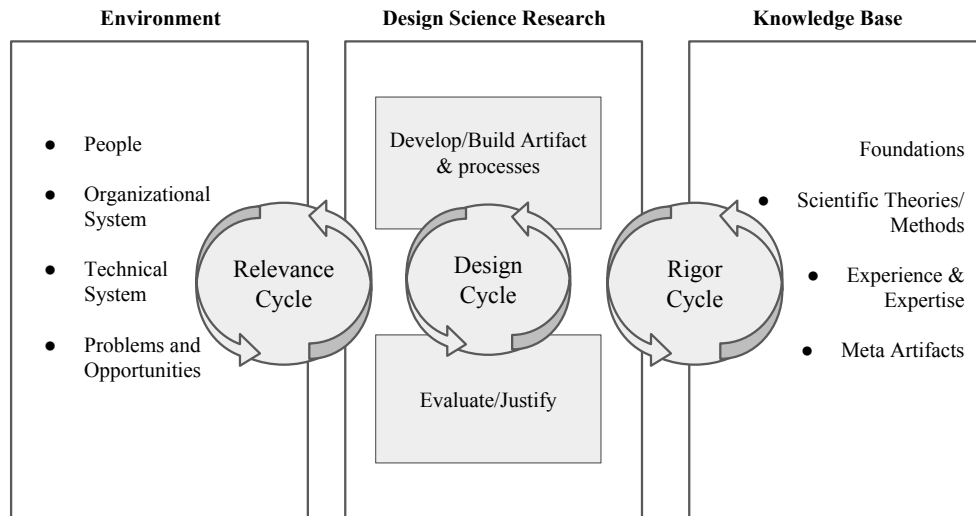 Environment
Design Science Research
Knowledge Base
● People
● Organizational
System
● Technical
System
● Problems and
Opportunities
Relevance
Cycle
Develop/Build Artifact
& processes
Design
Cycle
Evaluate/Justify
Rigor
Cycle
Foundations
● Scientific Theories/
Methods
● Experience &
Expertise
● Meta Artifacts